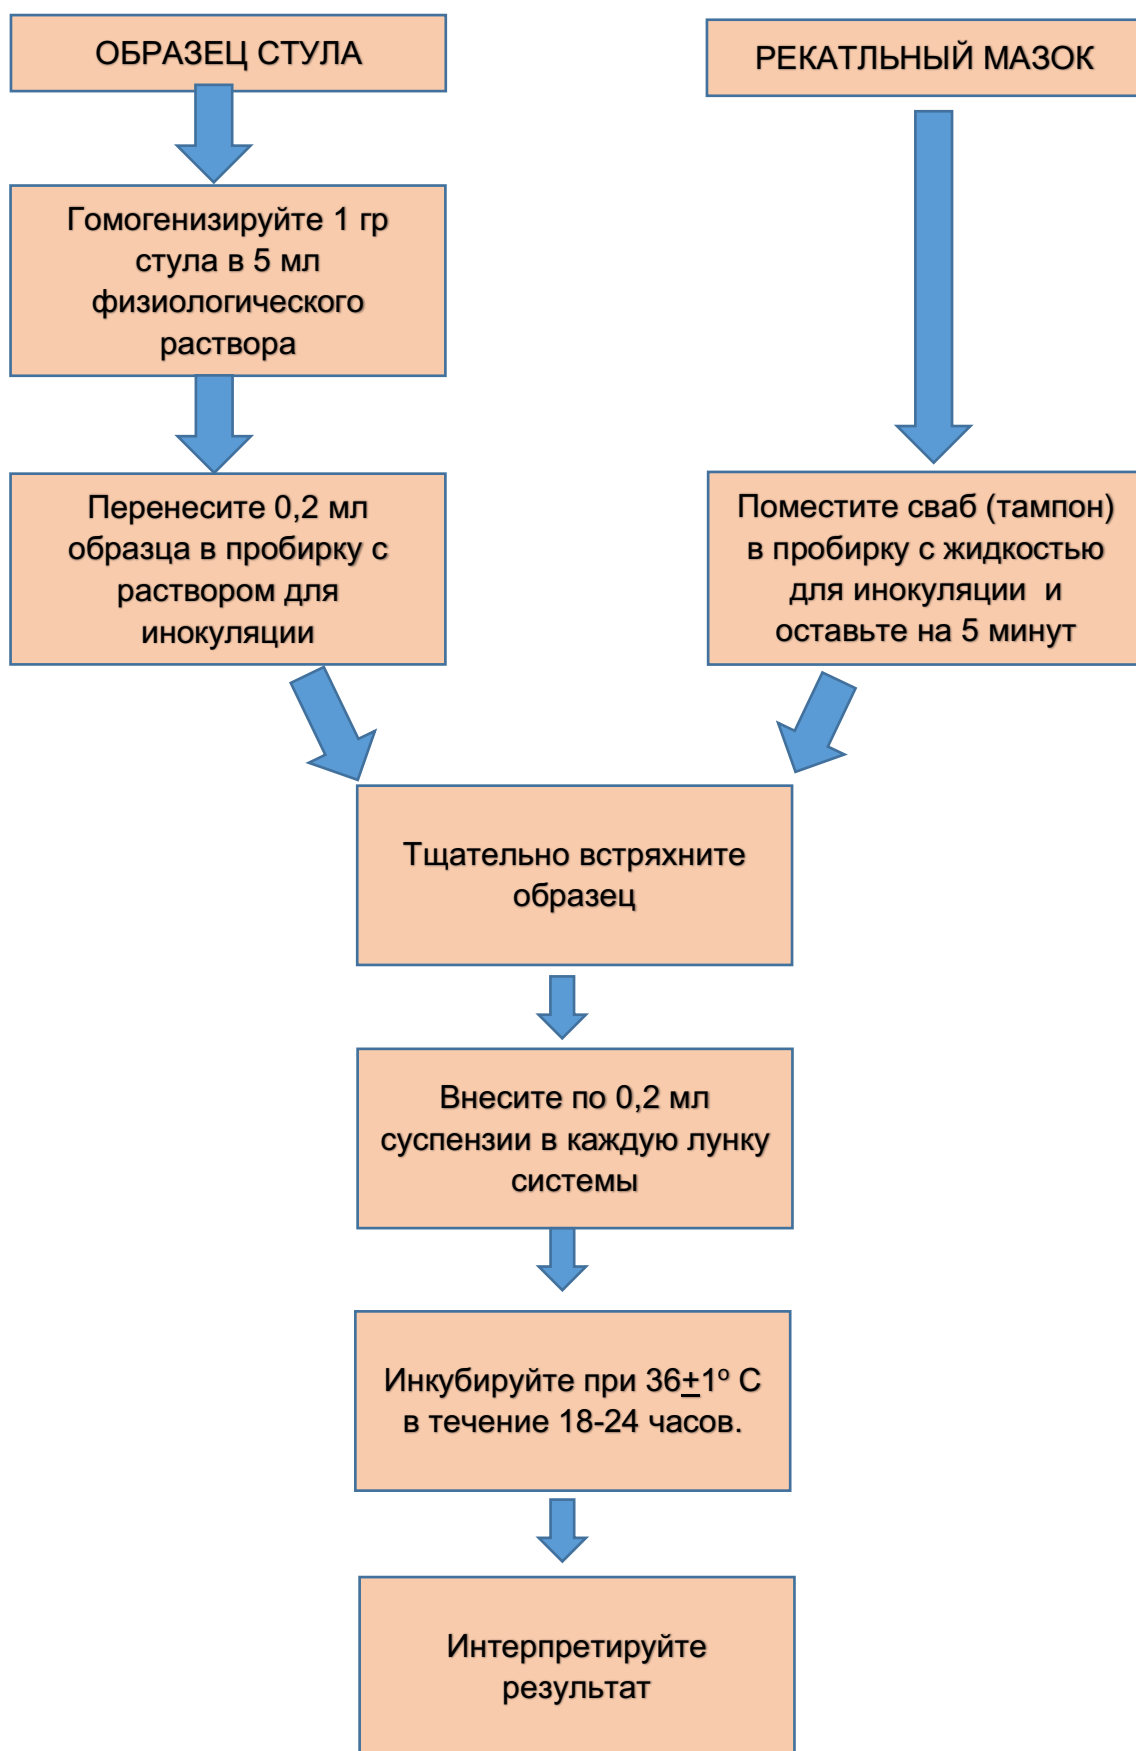 ОБРАЗЕЦ СТУЛА
РЕКАТЛЬНЫЙ МАЗОК
Гомогенизируйте 1 гр
стула в 5 мл
физиологического
раствора
Перенесите 0,2 мл
образца в пробирку с
раствором для
инокуляции
Поместите сваб (тампон)
в пробирку с жидкостью
для инокуляции и
оставьте на 5 минут
Тщательно встряхните
образец
Внесите по 0,2 мл
суспензии в каждую лунку
системы
Инкубируйте при 36±1º С
в течение 18-24 часов.
Интерпретируйте
результат